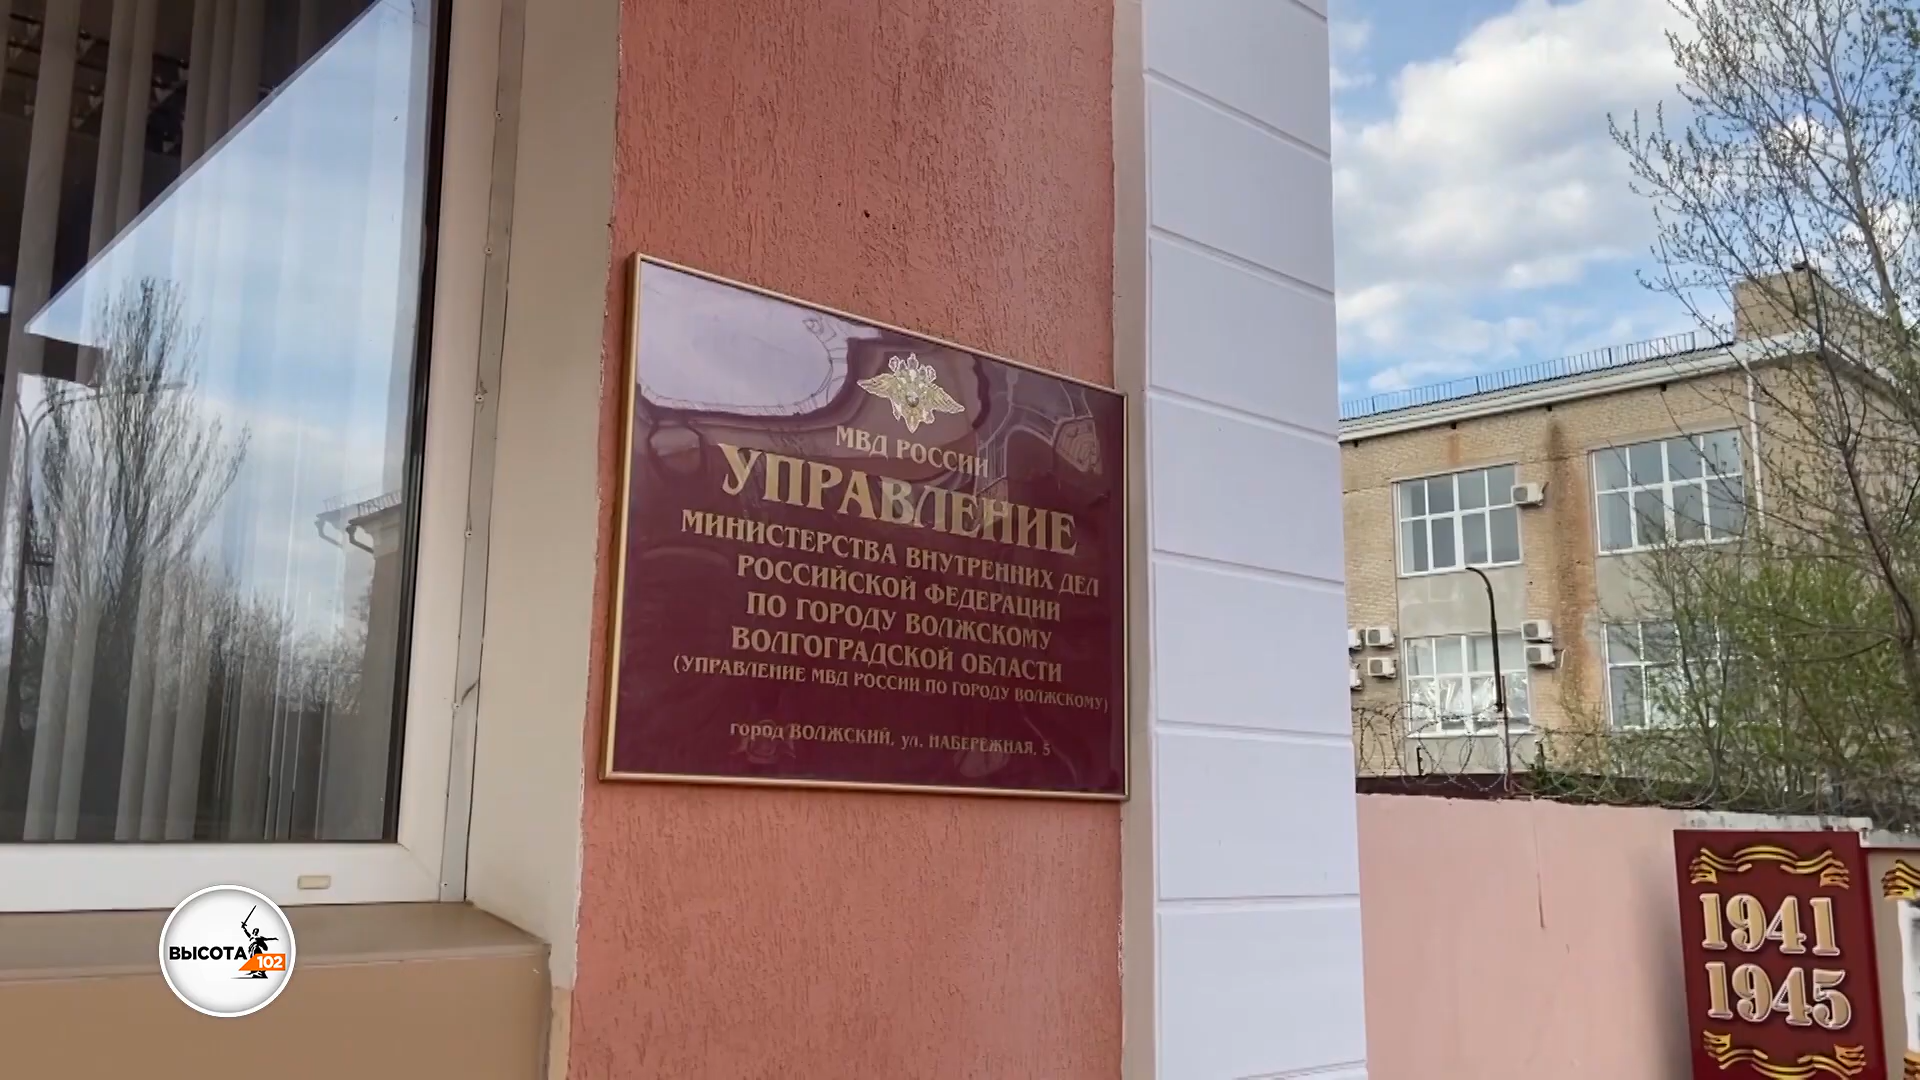 МВД РОССИИ
УПРАВЛЕНИЕ
МИНИСТЕРСТВА ВНУТРЕННИХ ДЕЛ
РОССИЙСКОЙ ФЕДЕРАЦИИ
ПО ГОРОДУ ВОЛЖСКОМУ
ВОЛГОГРАДСКОЙ ОБЛАСТИ
(УПРАВЛЕНИЕ МВД РОССИИ ПО ГОРОДУ ВОЛЖСКОМУ)
город ВОЛЖСКИЙ, ул. НАБЕРЕЖНАЯ, 5
1941
1945
ВЫСОТА
102